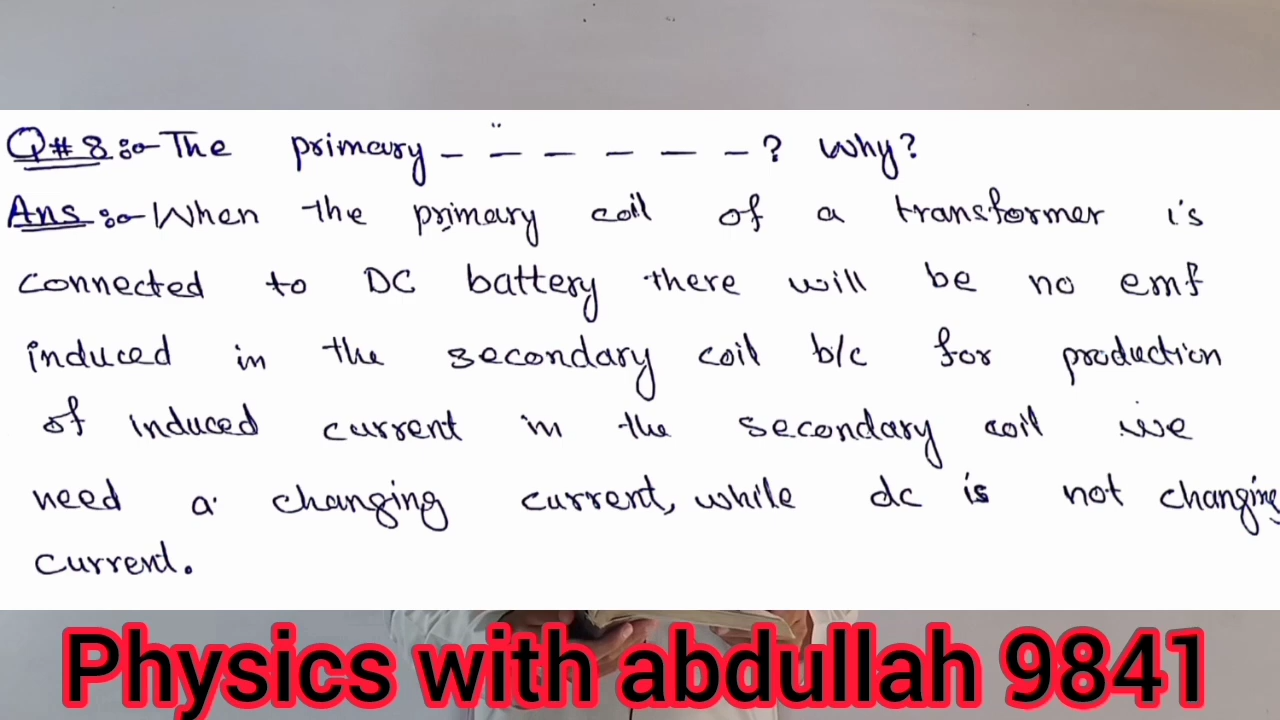 Q#8:- The primary - - - - - - ? Why?
Ans:- When the primary coil of a transformer is
connected to DC battery there will be no emf
induced in the secondary coil b/c for production
of induced current in the secondary coil we
need a changing current, while dc is not changing
current.
Physics with abdullah 9841